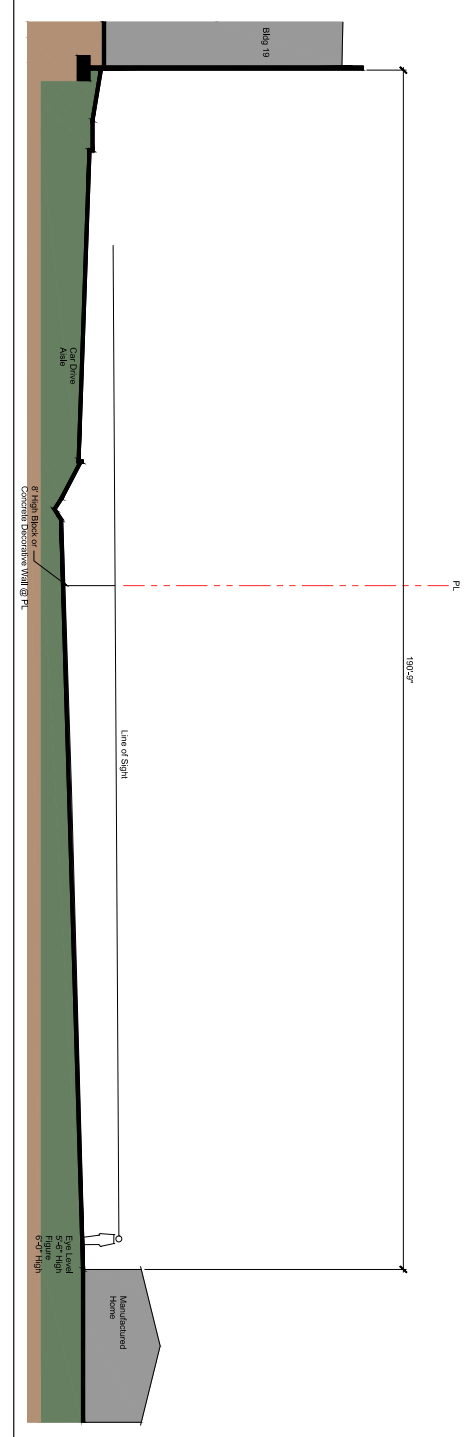 Bldg 19
Car Drive
Aisle
8' High Block or
Concrete Decorative Wall @ PL
PL
190'-9"
Line of Sight
Eye Level
5'-6" High
Figure
6'-0" High
Manufactured
Home